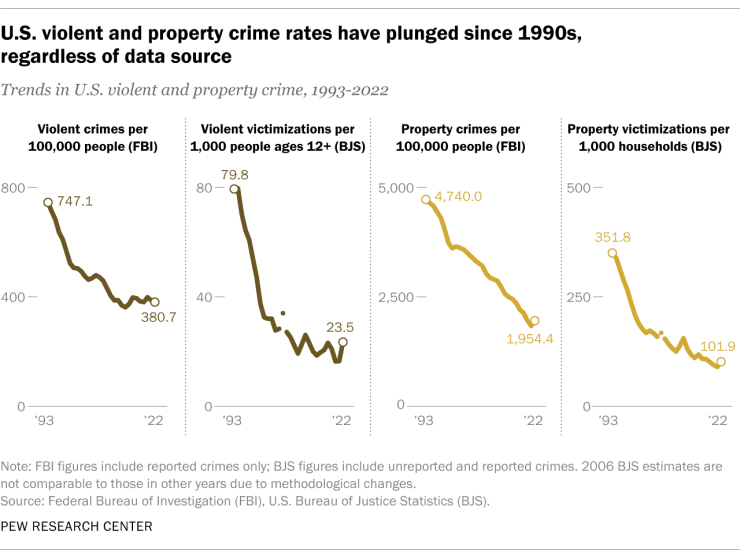 U.S. violent and property crime rates have plunged since 1990s,
regardless of data source
Trends in U.S. violent and property crime, 1993-2022
Violent crimes per
100,000 people (FBI)
800
747.1
400
380.7
0
'93
'22
Violent victimizations per
1,000 people ages 12+ (BJS)
79.8
80
40
23.5
0
'93
'22
Property crimes per
100,000 people (FBI)
5,000
4,740.0
2,500
1,954.4
0
'93
'22
Property victimizations per
1,000 households (BJS)
500
351.8
250
101.9
0
'93
'22
Note: FBI figures include reported crimes only; BJS figures include unreported and reported crimes. 2006 BJS estimates are
not comparable to those in other years due to methodological changes.
Source: Federal Bureau of Investigation (FBI), U.S. Bureau of Justice Statistics (BJS).
PEW RESEARCH CENTER